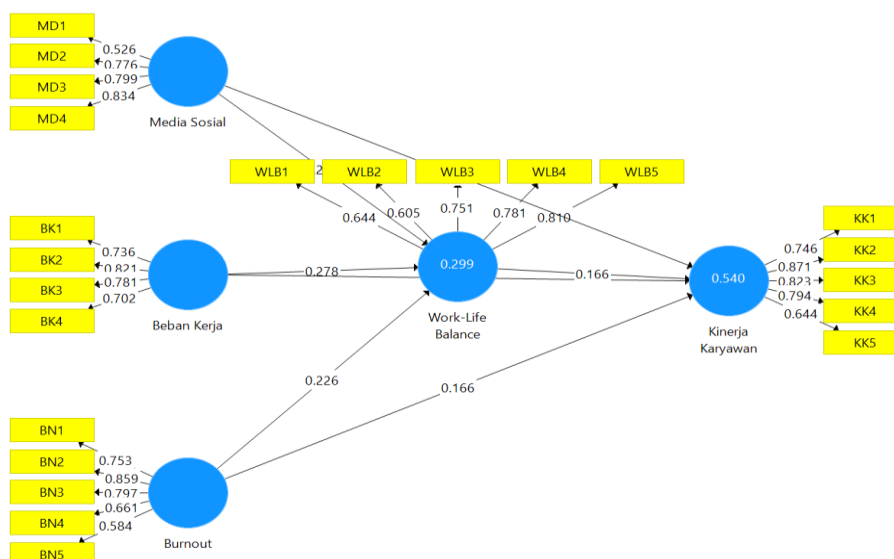 MD1
MD2
MD3
MD4
0.526
0.776
0.799
0.834
Media Sosial
WLB1
WLB2
WLB3
WLB4
WLB5
0.644
0.605
0.751
0.781
0.810
BK1
BK2
BK3
BK4
0.736
0.821
0.781
0.702
Beban Kerja
0.278
0.299
Work-Life
Balance
0.166
0.540
Kinerja
Karyawan
KK1
KK2
KK3
KK4
KK5
0.746
0.871
0.823
0.794
0.644
0.226
0.166
BN1
BN2
BN3
BN4
BN5
0.753
0.859
0.797
0.661
0.584
Burnout